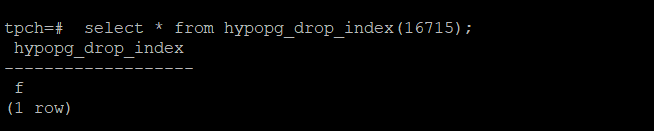 tpch=#  select * from hypopg_drop_index(16715);
 hypopg_drop_index
-------------------
 f
(1 row)